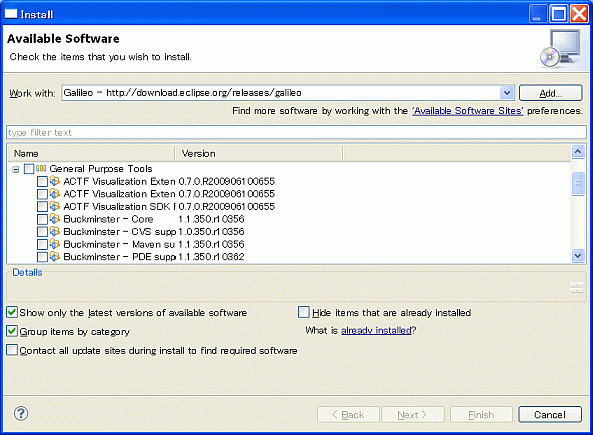 Install
Available Software
Check the items that you wish to install.
Work with: Galileo - http://download.eclipse.org/releases/galileo Add...
Find more software by working with the 'Available Software Sites' preferences.
type filter text
Name Version
General Purpose Tools
ACTF Visualization Exten 0.7.0.R200906100655
ACTF Visualization Exten 0.7.0.R200906100655
ACTF Visualization SDK F 0.7.0.R200906100655
Buckminster - Core 1.1.350.r10356
Buckminster - CVS supp 1.0.350.r10356
Buckminster - Maven su 1.1.350.r10356
Buckminster - PDE supp 1.1.350.r10362
Details
Show only the latest versions of available software Hide items that are already installed
Group items by category What is already installed?
Contact all update sites during install to find required software
? < Back Next > Finish Cancel